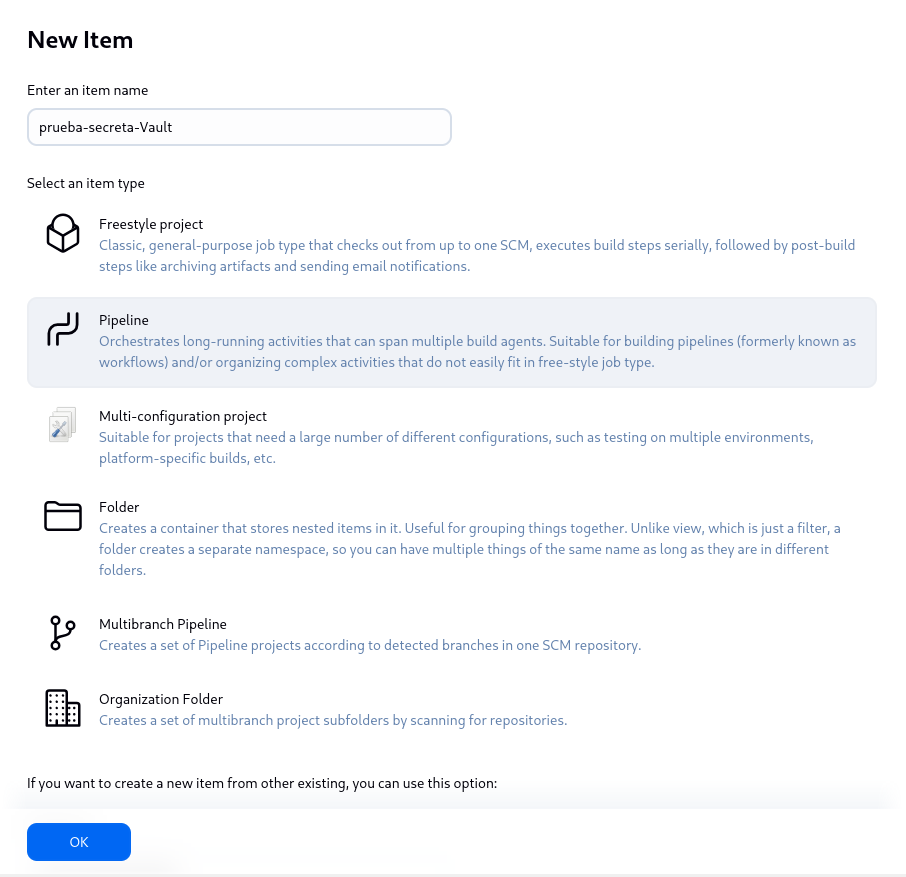 New Item
Enter an item name
prueba-secreta-Vault
Select an item type
Freestyle project
Classic, general-purpose job type that checks out from up to one SCM, executes build steps serially, followed by post-build
steps like archiving artifacts and sending email notifications.
Pipeline
Orchestrates long-running activities that can span multiple build agents. Suitable for building pipelines (formerly known as
workflows) and/or organizing complex activities that do not easily fit in free-style job type.
Multi-configuration project
Suitable for projects that need a large number of different configurations, such as testing on multiple environments,
platform-specific builds, etc.
Folder
Creates a container that stores nested items in it. Useful for grouping things together. Unlike view, which is just a filter, a
folder creates a separate namespace, so you can have multiple things of the same name as long as they are in different
folders.
Multibranch Pipeline
Creates a set of Pipeline projects according to detected branches in one SCM repository.
Organization Folder
Creates a set of multibranch project subfolders by scanning for repositories.
If you want to create a new item from other existing, you can use this option:
OK